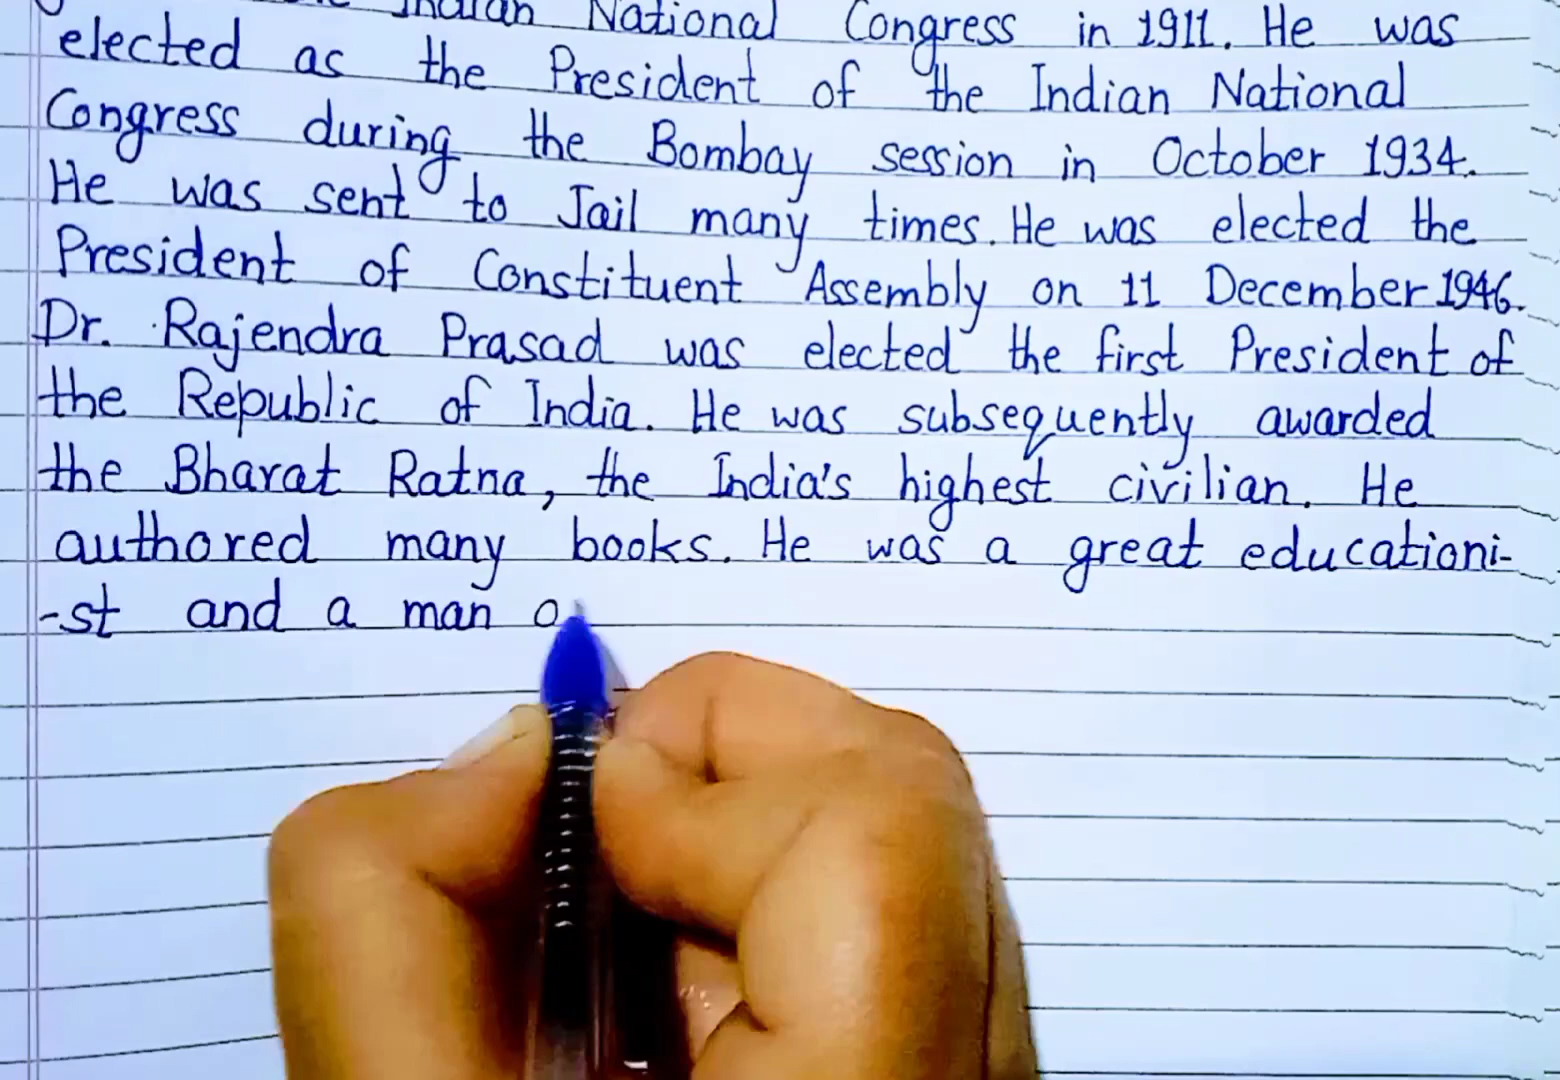 Indian National Congress in 1911. He was
elected as the President of the Indian National
Congress during the Bombay session in October 1934.
He was sent to Jail many times. He was elected the
President of Constituent Assembly on 11 December 1946.
Dr. Rajendra Prasad was elected the first President of
the Republic of India. He was subsequently awarded
the Bharat Ratna, the India's highest civilian. He
authored many books. He was a great educationi-
-st and a man o